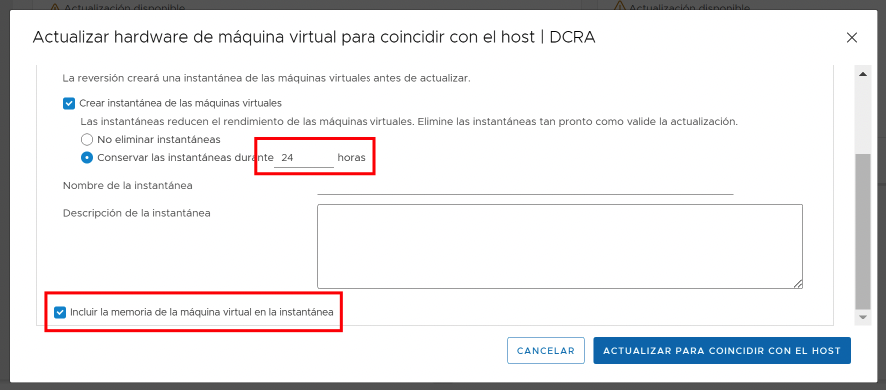 Actualización disponible
Actualización disponible
Actualizar hardware de máquina virtual para coincidir con el host | DCRA
La reversión creará una instantánea de las máquinas virtuales antes de actualizar.
Crear instantánea de las máquinas virtuales
Las instantáneas reducen el rendimiento de las máquinas virtuales. Elimine las instantáneas tan pronto como valide la actualización.
No eliminar instantáneas
Conservar las instantáneas durante 24 horas
Nombre de la instantánea
Descripción de la instantánea
Incluir la memoria de la máquina virtual en la instantánea
CANCELAR ACTUALIZAR PARA COINCIDIR CON EL HOST